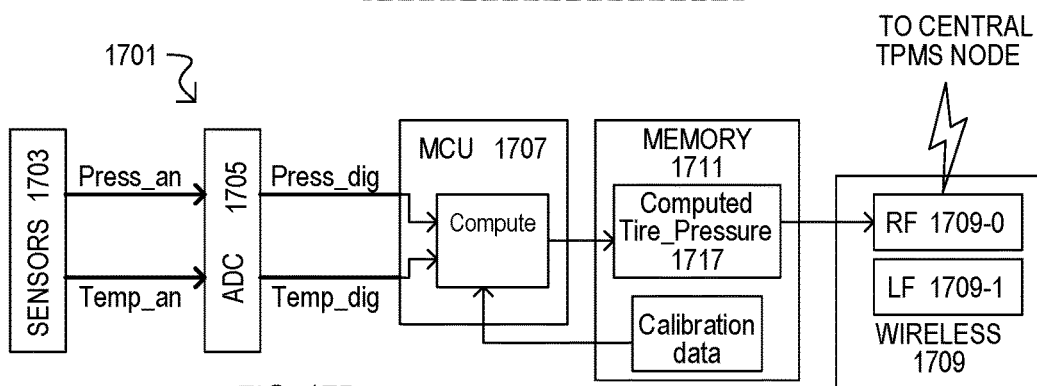 TO CENTRAL
TPMS NODE
1701
SENSORS 1703
Press_an
Temp_an
ADC 1705
Press_dig
Temp_dig
MCU 1707
Compute
MEMORY
1711
Computed
Tire_Pressure
1717
Calibration
data
RF 1709-0
LF 1709-1
WIRELESS
1709